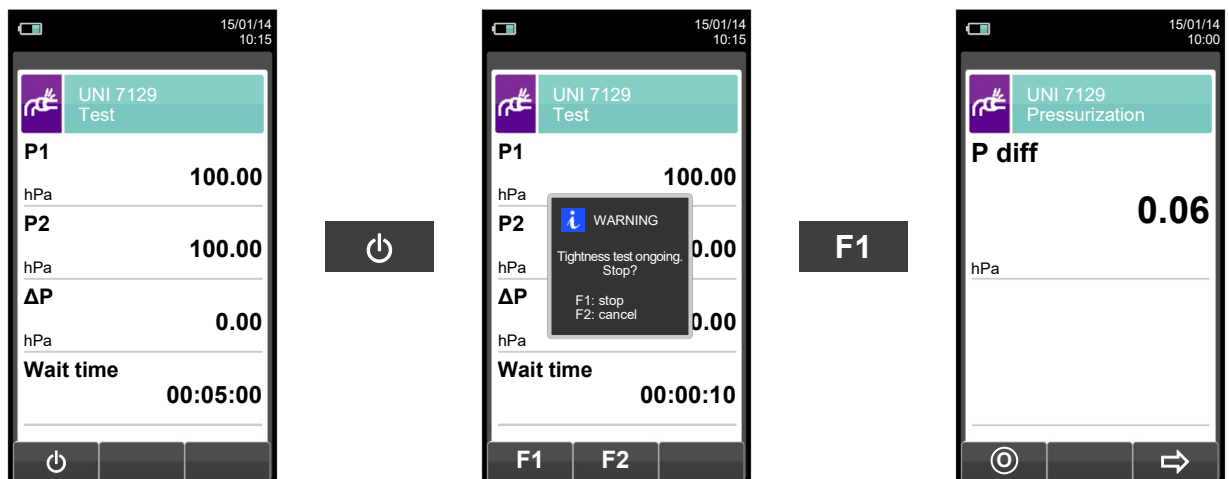 15/01/14
10:15
UNI 7129
Test
P1
100.00
hPa
P2
100.00
hPa
ΔP
0.00
hPa
Wait time
00:05:00
15/01/14
10:15
UNI 7129
Test
P1
100.00
hPa
P2
0.00
hPa
ΔP
0.00
hPa
Wait time
00:00:10
WARNING
Tightness test ongoing.
Stop?
F1: stop
F2: cancel
F1 F2
F1
15/01/14
10:00
UNI 7129
Pressurization
P diff
0.06
hPa